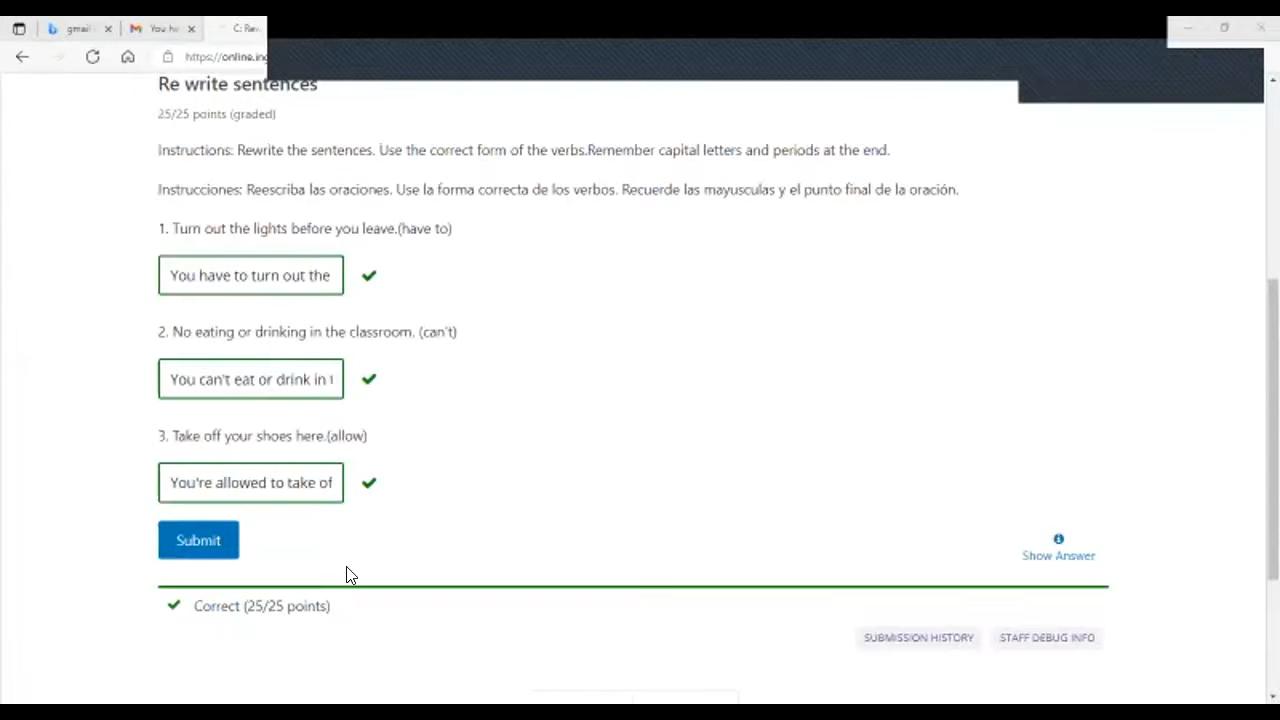 gmail
You ha
C: Rev
https://online.ing
Re write sentences
25/25 points (graded)
Instructions: Rewrite the sentences. Use the correct form of the verbs.Remember capital letters and periods at the end.
Instrucciones: Reescriba las oraciones. Use la forma correcta de los verbos. Recuerde las mayusculas y el punto final de la oración.
1. Turn out the lights before you leave.(have to)
You have to turn out the
2. No eating or drinking in the classroom. (can't)
You can't eat or drink in t
3. Take off your shoes here.(allow)
You're allowed to take of
Submit
Show Answer
Correct (25/25 points)
SUBMISSION HISTORY
STAFF DEBUG INFO